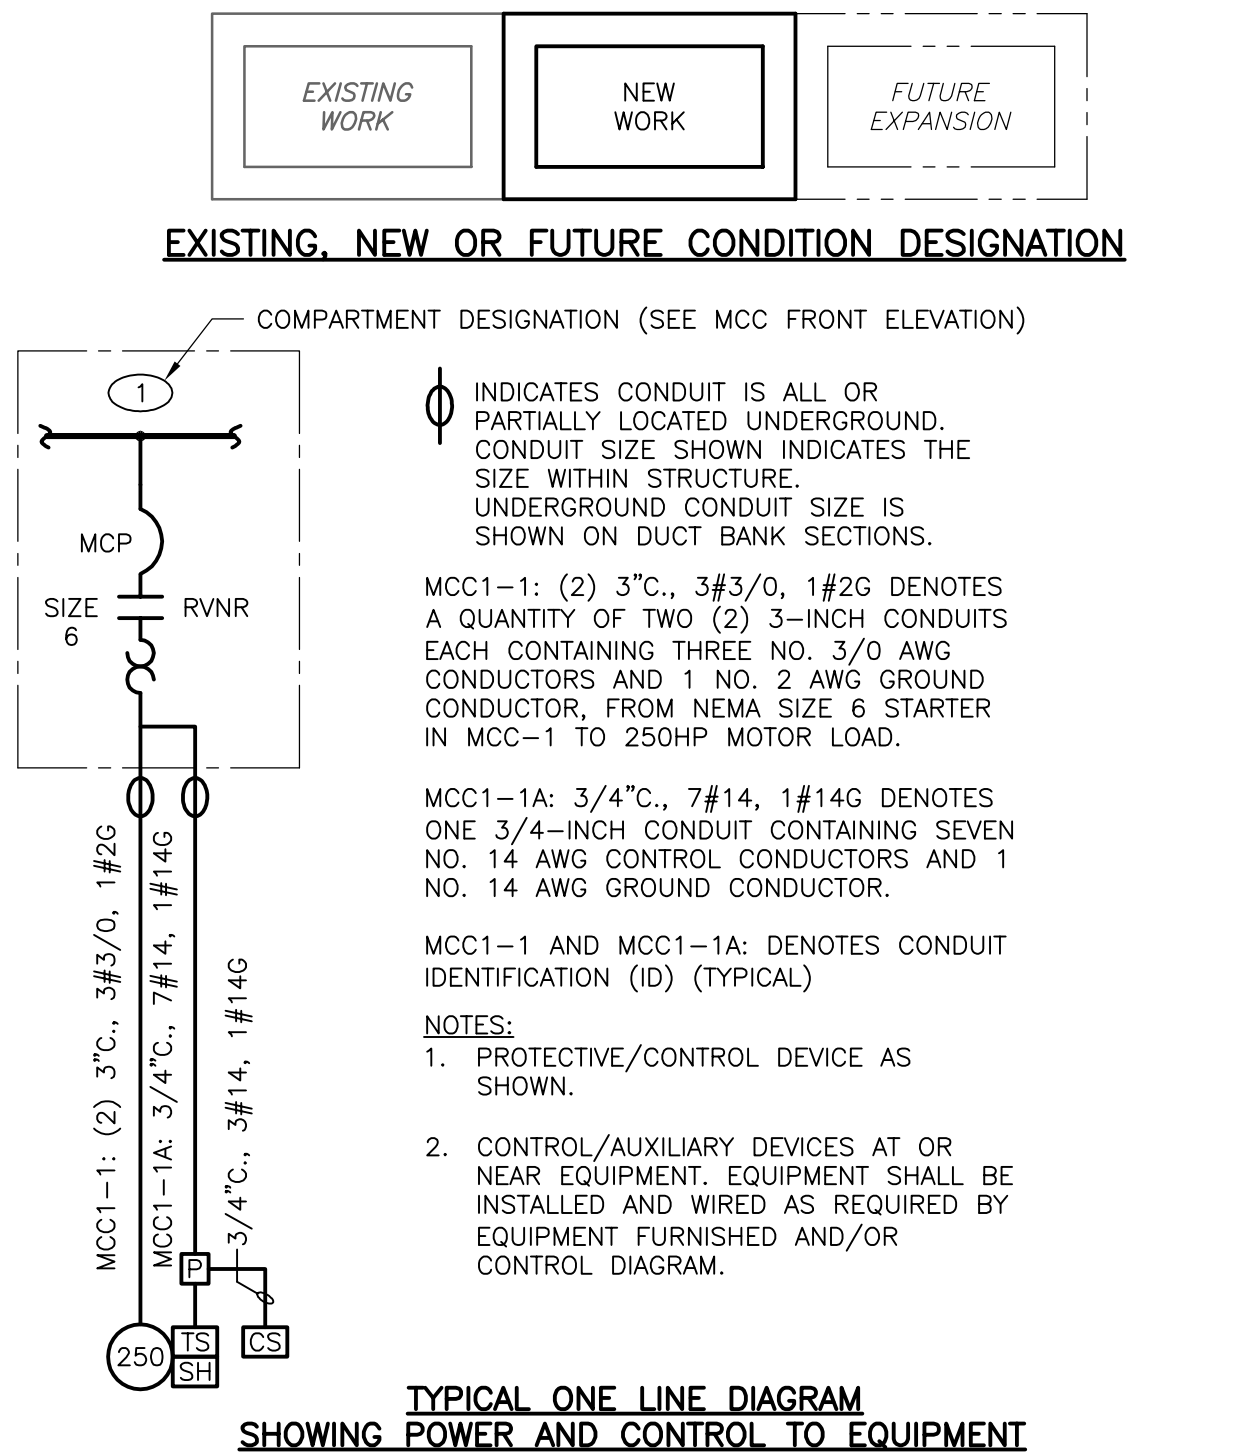 EXISTING
WORK
NEW
WORK
FUTURE
EXPANSION
EXISTING, NEW OR FUTURE CONDITION DESIGNATION
COMPARTMENT DESIGNATION (SEE MCC FRONT ELEVATION)
1
MCP
SIZE
6
RVNR
MCC1-1: (2) 3"C., 3#3/0, 1#2G
MCC1-1A: 3/4"C., 7#14, 1#14G
3/4"C., 3#14, 1#14G
P
250
TS
SH
CS
INDICATES CONDUIT IS ALL OR
PARTIALLY LOCATED UNDERGROUND.
CONDUIT SIZE SHOWN INDICATES THE
SIZE WITHIN STRUCTURE.
UNDERGROUND CONDUIT SIZE IS
SHOWN ON DUCT BANK SECTIONS.
MCC1-1: (2) 3"C., 3#3/0, 1#2G DENOTES
A QUANTITY OF TWO (2) 3-INCH CONDUITS
EACH CONTAINING THREE NO. 3/0 AWG
CONDUCTORS AND 1 NO. 2 AWG GROUND
CONDUCTOR, FROM NEMA SIZE 6 STARTER
IN MCC-1 TO 250HP MOTOR LOAD.
MCC1-1A: 3/4"C., 7#14, 1#14G DENOTES
ONE 3/4-INCH CONDUIT CONTAINING SEVEN
NO. 14 AWG CONTROL CONDUCTORS AND 1
NO. 14 AWG GROUND CONDUCTOR.
MCC1-1 AND MCC1-1A: DENOTES CONDUIT
IDENTIFICATION (ID) (TYPICAL)
NOTES:
1. PROTECTIVE/CONTROL DEVICE AS
SHOWN.
2. CONTROL/AUXILIARY DEVICES AT OR
NEAR EQUIPMENT. EQUIPMENT SHALL BE
INSTALLED AND WIRED AS REQUIRED BY
EQUIPMENT FURNISHED AND/OR
CONTROL DIAGRAM.
TYPICAL ONE LINE DIAGRAM
SHOWING POWER AND CONTROL TO EQUIPMENT